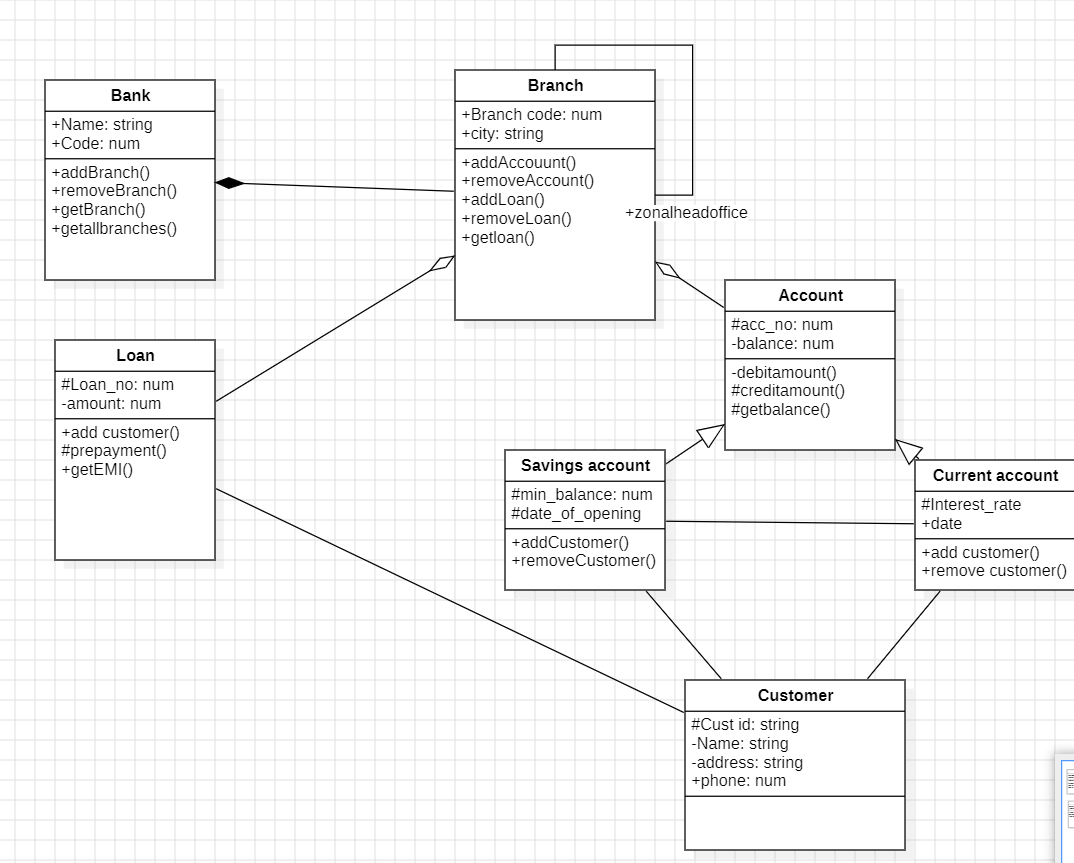 Bank
+Name: string
+Code: num
+addBranch()
+removeBranch()
+getBranch()
+getallbranches()
Branch
+Branch code: num
+city: string
+addAccouunt()
+removeAccount()
+addLoan()
+removeLoan()
+getloan()
+zonalheadoffice
Account
#acc_no: num
-balance: num
-debitamount()
#creditamount()
#getbalance()
Loan
#Loan_no: num
-amount: num
+add customer()
#prepayment()
+getEMI()
Savings account
#min_balance: num
#date_of_opening
+addCustomer()
+removeCustomer()
Current account
#Interest_rate
+date
+add customer()
+remove customer()
Customer
#Cust id: string
-Name: string
-address: string
+phone: num